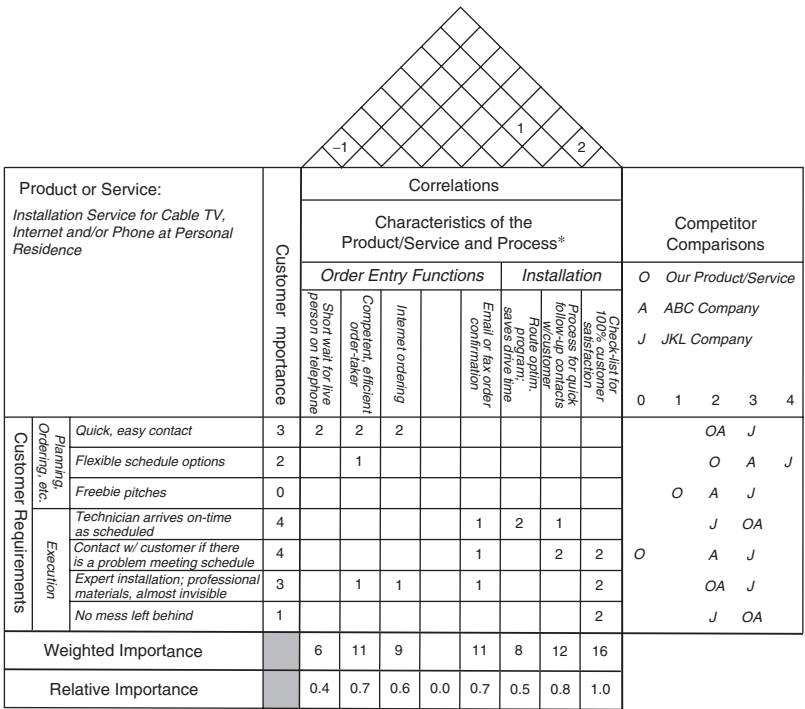 −1
1
2
Product or Service:
Installation Service for Cable TV,
Internet and/or Phone at Personal
Residence
Customer mportance
Correlations
Characteristics of the
Product/Service and Process*
Order Entry Functions
Installation
Short wait for live
person on telephone
Competent, efficient
order-taker
Internet ordering
Email or fax order
confirmation
Route optim.
program;
saves drive time
Process for quick
follow-up contacts
w/customer
Check-list for
100% customer
satisfaction
Competitor
Comparisons
O Our Product/Service
A ABC Company
J JKL Company
0 1 2 3 4
Customer Requirements
Planning,
Ordering, etc.
Quick, easy contact 3 2 2 2 OA J
Flexible schedule options 2 1 O A J
Freebie pitches 0 O A J
Execution
Technician arrives on-time
as scheduled 4 1 2 1 J OA
Contact w/ customer if there
is a problem meeting schedule 4 1 2 2 O A J
Expert installation; professional
materials, almost invisible 3 1 1 1 2 OA J
No mess left behind 1 2 J OA
Weighted Importance 6 11 9 11 8 12 16
Relative Importance 0.4 0.7 0.6 0.0 0.7 0.5 0.8 1.0